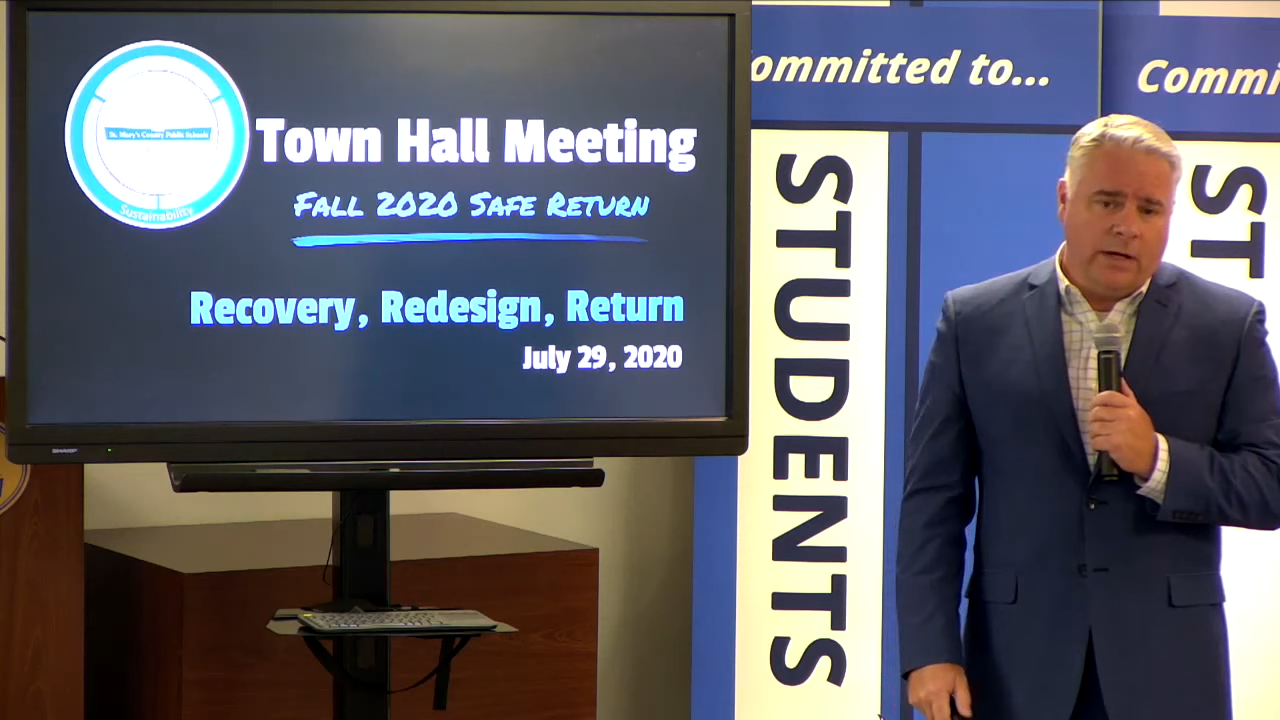 St. Mary's County Public Schools
Sustainability
Town Hall Meeting
Fall 2020 Safe Return
Recovery, Redesign, Return
July 29, 2020
SHARP
ommitted to...
STUDENTS
Commi
ST